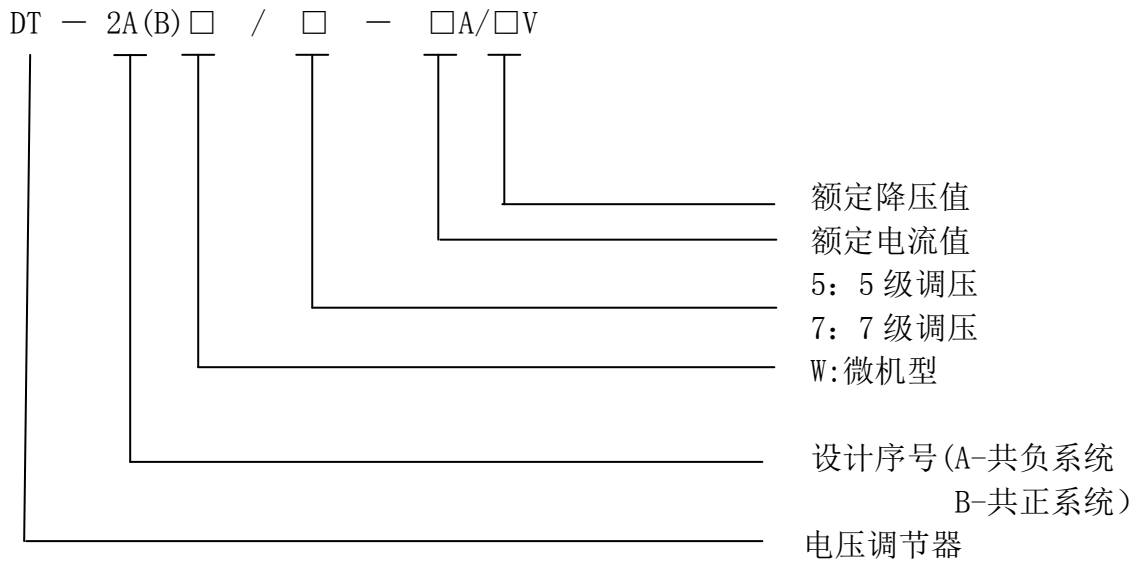 DT － 2A(B)□ / □ － □A/□V
额定降压值
额定电流值
5：5级调压
7：7级调压
W:微机型
设计序号(A-共负系统
B-共正系统）
电压调节器